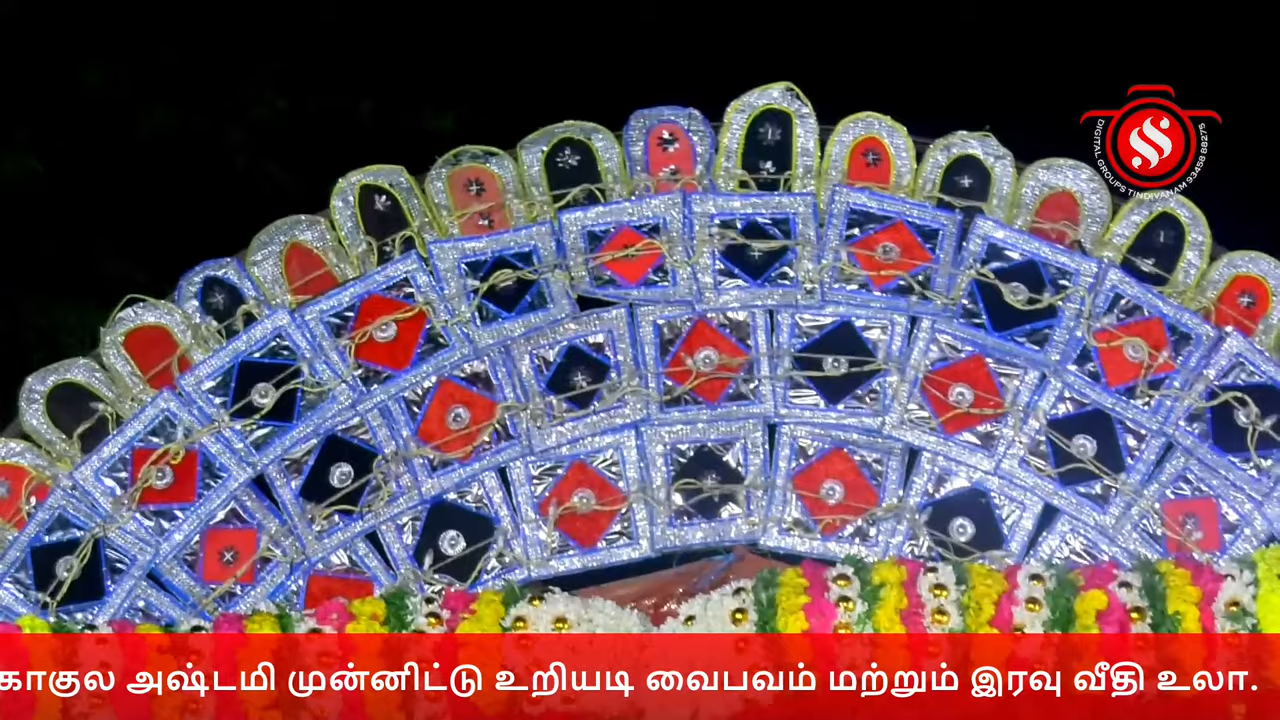 DIGITAL GROUPS TINDIVANAM 93458 88275
காகுல அஷ்டமி முன்னிட்டு உறியடி வைபவம் மற்றும் இரவு வீதி உலா.